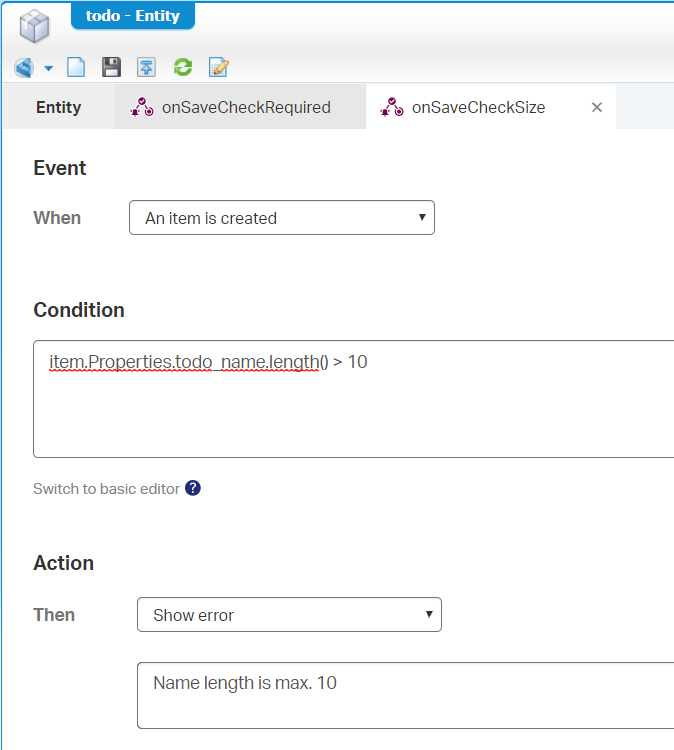 todo - Entity
Entity
onSaveCheckRequired
onSaveCheckSize
Event
When
An item is created
Condition
item.Properties.todo_name.length() > 10
Switch to basic editor ?
Action
Then
Show error
Name length is max. 10